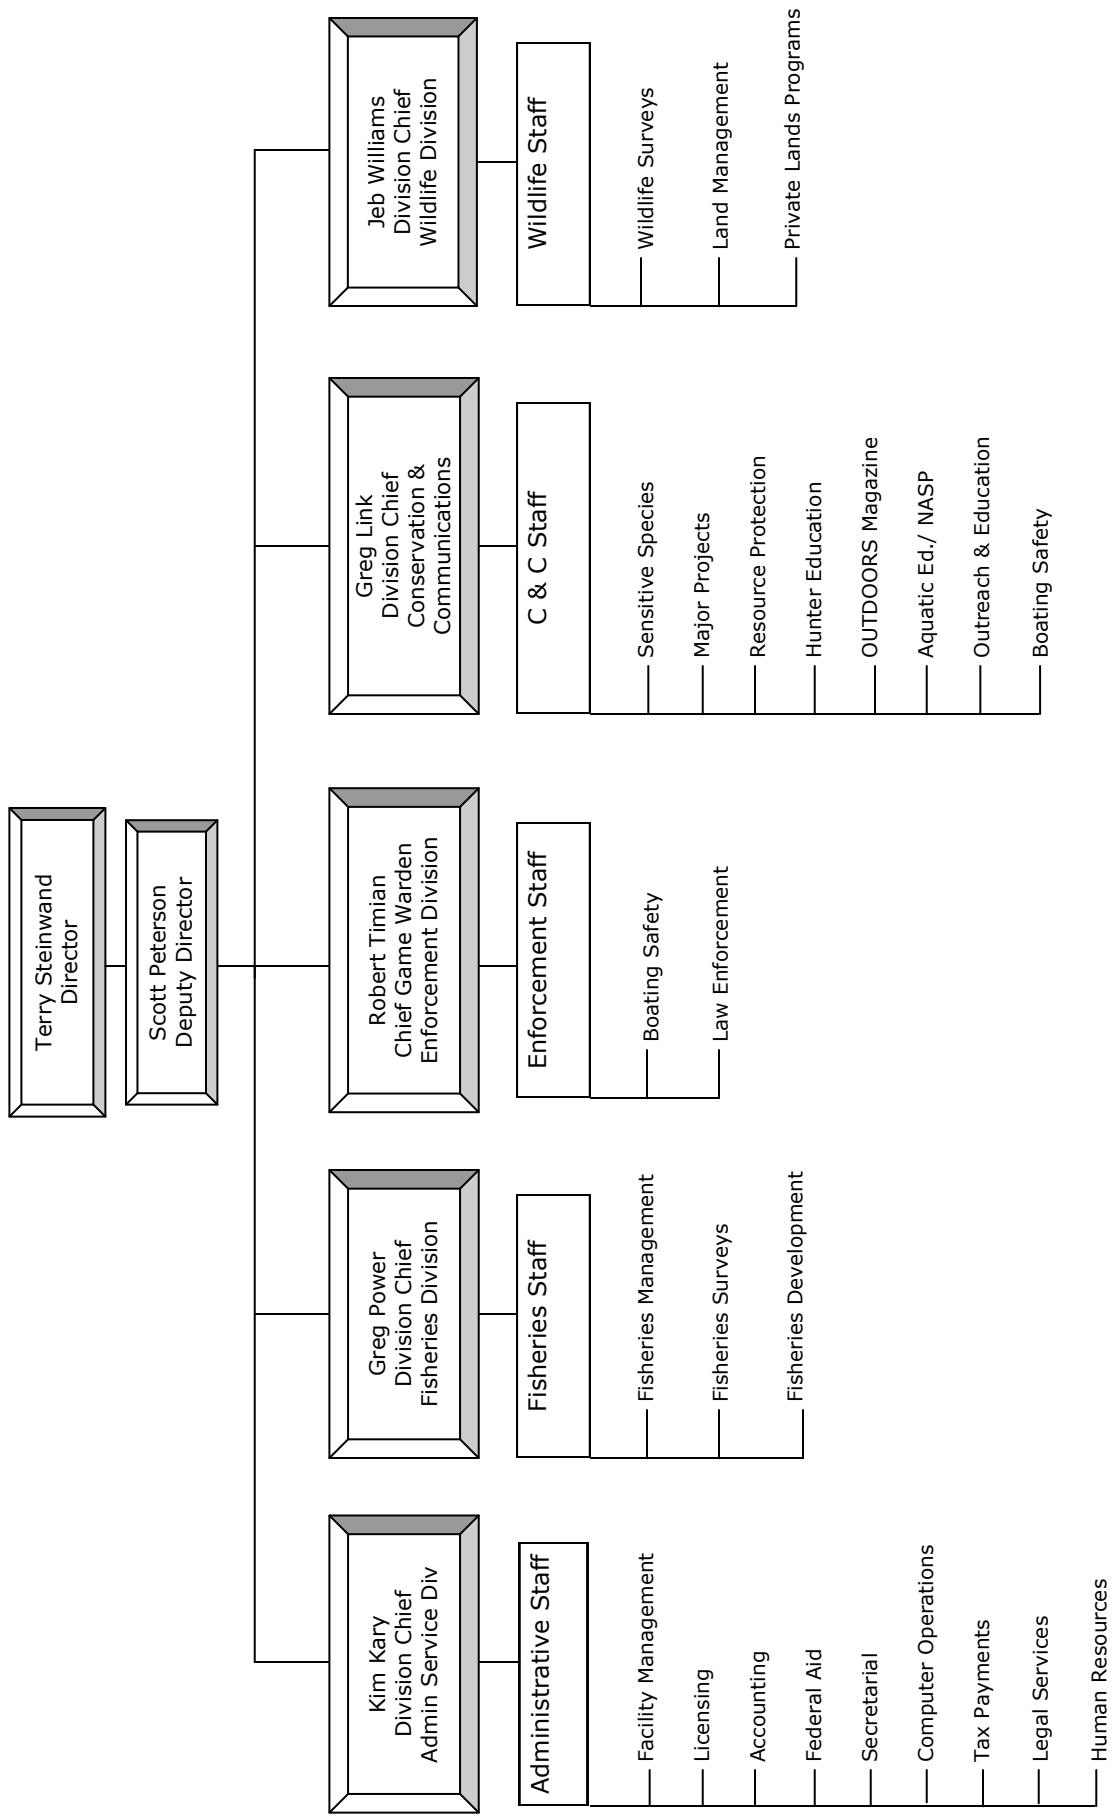 Terry Steinwand
Director
Scott Peterson
Deputy Director
Kim Kary
Division Chief
Admin Service Div
Administrative Staff
Facility Management
Licensing
Accounting
Federal Aid
Secretarial
Computer Operations
Tax Payments
Legal Services
Human Resources
Greg Power
Division Chief
Fisheries Division
Fisheries Staff
Fisheries Management
Fisheries Surveys
Fisheries Development
Robert Timian
Chief Game Warden
Enforcement Division
Enforcement Staff
Boating Safety
Law Enforcement
Greg Link
Division Chief
Conservation &
Communications
C & C Staff
Sensitive Species
Major Projects
Resource Protection
Hunter Education
OUTDOORS Magazine
Aquatic Ed./ NASP
Outreach & Education
Boating Safety
Jeb Williams
Division Chief
Wildlife Division
Wildlife Staff
Wildlife Surveys
Land Management
Private Lands Programs